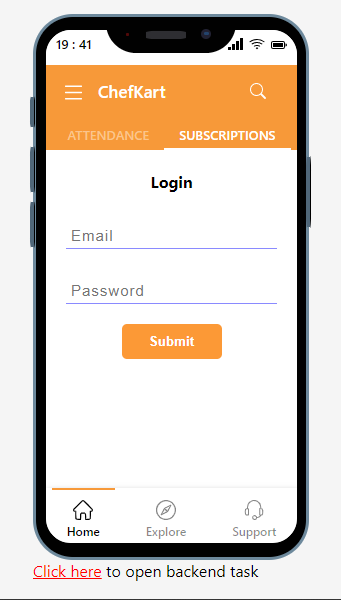 19 : 41
ChefKart
ATTENDANCE SUBSCRIPTIONS
Login
Email
Password
Submit
Home Explore Support
Click here to open backend task